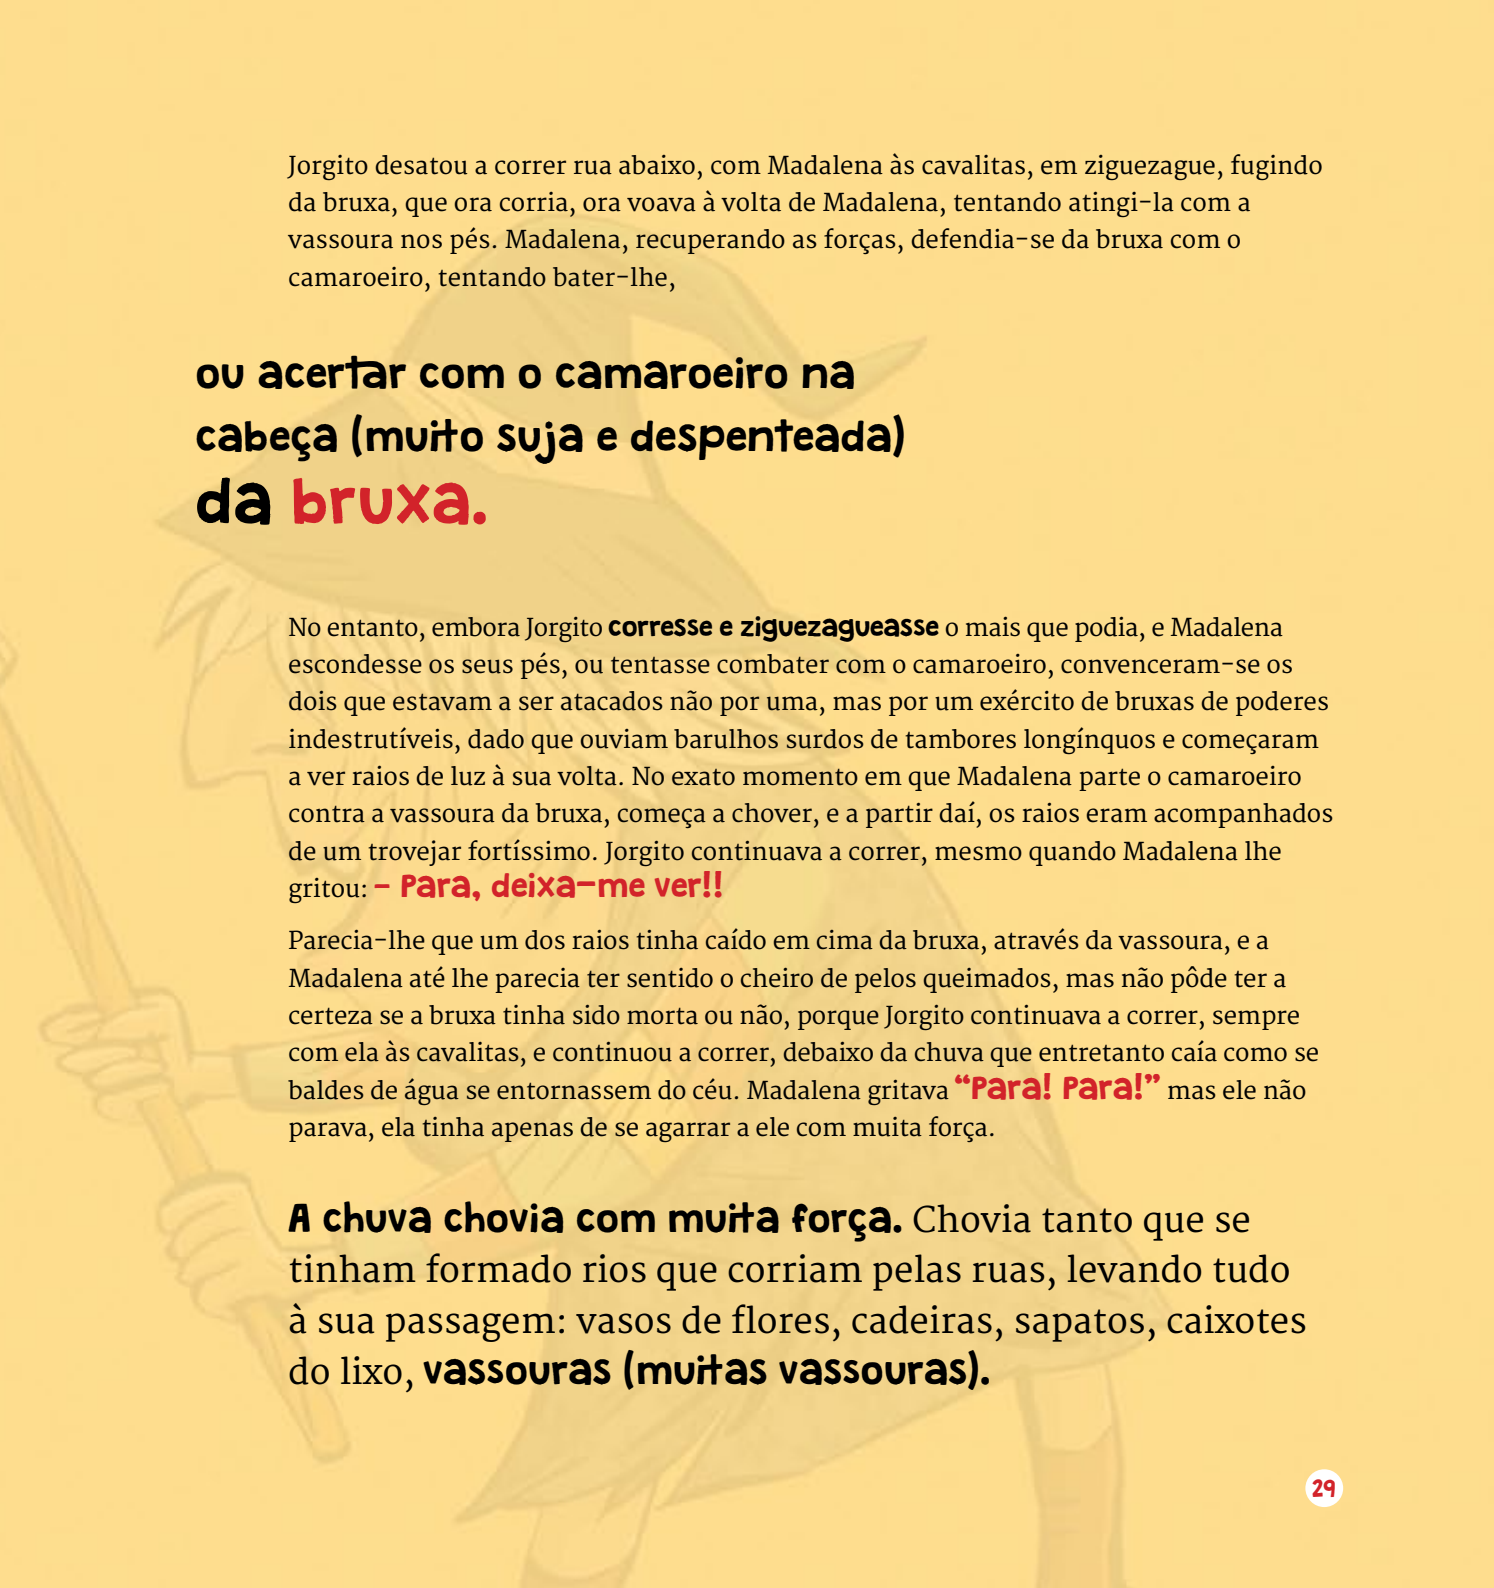 Jorgito desatou a correr rua abaixo, com Madalena às cavalitas, em ziguezague, fugindo
da bruxa, que ora corria, ora voava à volta de Madalena, tentando atingi-la com a
vassoura nos pés. Madalena, recuperando as forças, defendia-se da bruxa com o
camaroeiro, tentando bater-lhe,
ou acertar com o camaroeiro na
cabeça (muito suja e despenteada)
da bruxa.
No entanto, embora Jorgito corresse e ziguezagueasse o mais que podia, e Madalena
escondesse os seus pés, ou tentasse combater com o camaroeiro, convenceram-se os
dois que estavam a ser atacados não por uma, mas por um exército de bruxas de poderes
indestrutíveis, dado que ouviam barulhos surdos de tambores longínquos e começaram
a ver raios de luz à sua volta. No exato momento em que Madalena parte o camaroeiro
contra a vassoura da bruxa, começa a chover, e a partir daí, os raios eram acompanhados
de um trovejar fortíssimo. Jorgito continuava a correr, mesmo quando Madalena lhe
gritou: – Para, deixa-me ver!!
Parecia-lhe que um dos raios tinha caído em cima da bruxa, através da vassoura, e a
Madalena até lhe parecia ter sentido o cheiro de pelos queimados, mas não pôde ter a
certeza se a bruxa tinha sido morta ou não, porque Jorgito continuava a correr, sempre
com ela às cavalitas, e continuou a correr, debaixo da chuva que entretanto caía como se
baldes de água se entornassem do céu. Madalena gritava “Para! Para!” mas ele não
parava, ela tinha apenas de se agarrar a ele com muita força.
A chuva chovia com muita força. Chovia tanto que se
tinham formado rios que corriam pelas ruas, levando tudo
à sua passagem: vasos de flores, cadeiras, sapatos, caixotes
do lixo, vassouras (muitas vassouras).
29